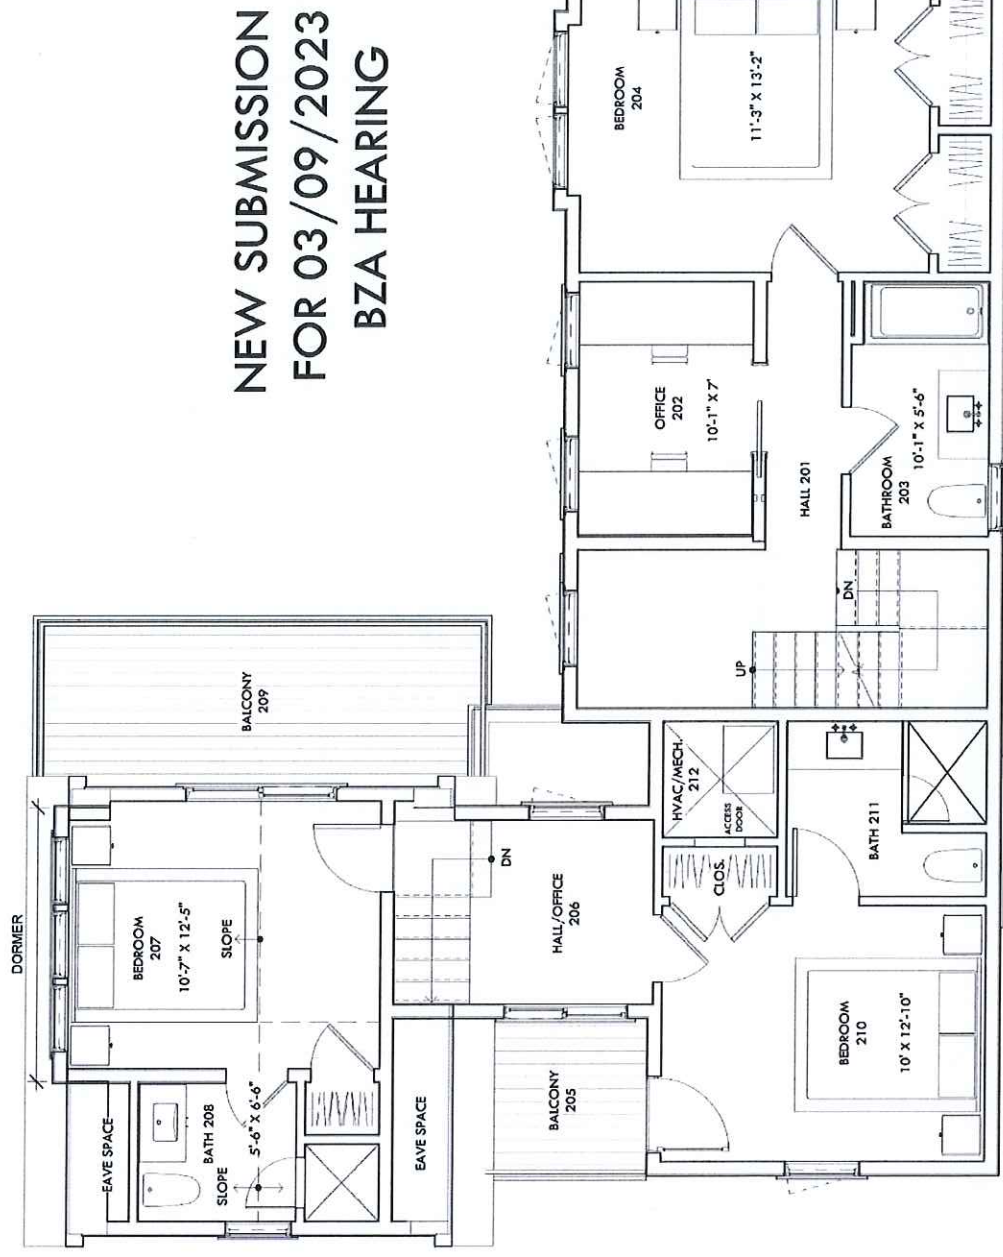 NEW SUBMISSION
FOR 03/09/2023
BZA HEARING
BEDROOM
204
11'-3" X 13'-2"
OFFICE
202
10'-1" X 7'
HALL 201
BATHROOM
203
10'-1" X 5'-6"
DN
UP
BALCONY
209
HVAC/MECH.
212
ACCESS
DOOR
CLOS.
BATH 211
DORMER
BEDROOM
207
10'-7" X 12'-5"
SLOPE
DN
HALL/OFFICE
206
BEDROOM
210
10' X 12'-10"
BALCONY
205
EAVE SPACE
BATH 208
5'-6" X 6'-6"
SLOPE
EAVE SPACE